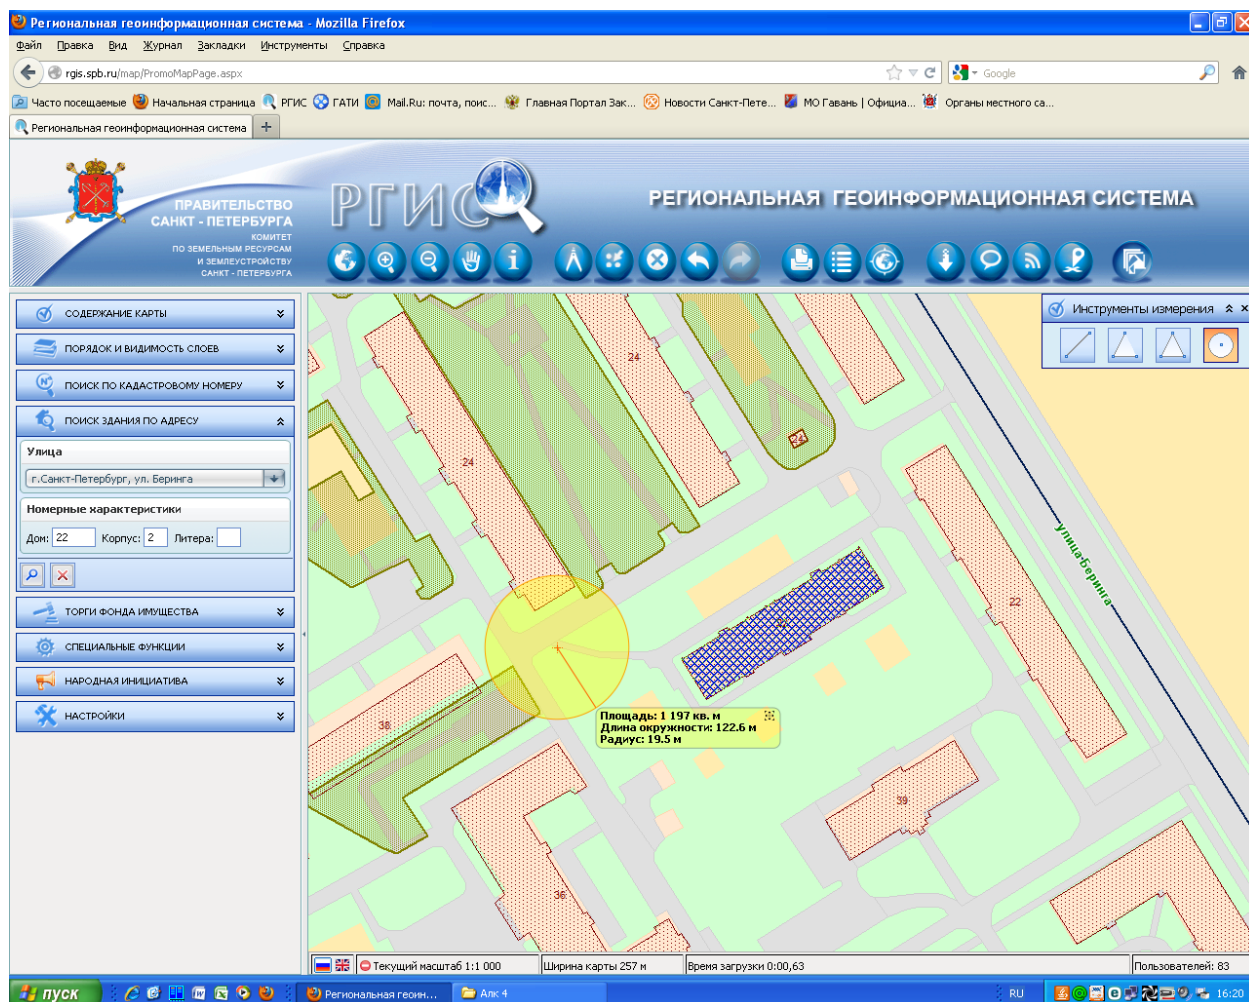 Региональная геоинформационная система - Mozilla Firefox
Файл Правка Вид Журнал Закладки Инструменты Справка
rgis.spb.ru/map/PromoMapPage.aspx
Google
Часто посещаемые Начальная страница РГИС ГАТИ Mail.Ru: почта, поис... Главная Портал Зак... Новости Санкт-Пете... МО Гавань | Официа... Органы местного са...
Региональная геоинформационная система +
ПРАВИТЕЛЬСТВО
САНКТ - ПЕТЕРБУРГА
КОМИТЕТ
ПО ЗЕМЕЛЬНЫМ РЕСУРСАМ
И ЗЕМЛЕУСТРОЙСТВУ
САНКТ - ПЕТЕРБУРГА
РГИС
РЕГИОНАЛЬНАЯ ГЕОИНФОРМАЦИОННАЯ СИСТЕМА
СОДЕРЖАНИЕ КАРТЫ
ПОРЯДОК И ВИДИМОСТЬ СЛОЕВ
ПОИСК ПО КАДАСТРОВОМУ НОМЕРУ
ПОИСК ЗДАНИЯ ПО АДРЕСУ
Улица
г.Санкт-Петербург, ул. Беринга
Номерные характеристики
Дом: 22 Корпус: 2 Литера:
ТОРГИ ФОНДА ИМУЩЕСТВА
СПЕЦИАЛЬНЫЕ ФУНКЦИИ
НАРОДНАЯ ИНИЦИАТИВА
НАСТРОЙКИ
Инструменты измерения
24
24
24
улица Беринга
22
38
Площадь: 1 197 кв. м
Длина окружности: 122.6 м
Радиус: 19.5 м
39
36
Текущий масштаб 1:1 000
Ширина карты 257 м
Время загрузки 0:00,63
Пользователей: 83
пуск
Региональная геоин...
Апк 4
RU
16:20